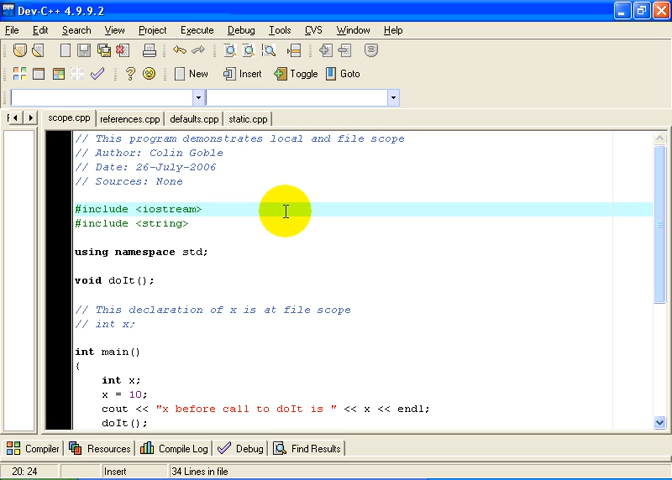 Dev-C++ 4.9.9.2
File Edit Search View Project Execute Debug Tools CVS Window Help
New Insert Toggle Goto
scope.cpp references.cpp defaults.cpp static.cpp
// This program demonstrates local and file scope
// Author: Colin Goble
// Date: 26-July-2006
// Sources: None
#include <iostream>
#include <string>
using namespace std;
void doIt();
// This declaration of x is at file scope
// int x;
int main()
{
int x;
x = 10;
cout << "x before call to doIt is " << x << endl;
doIt();
Compiler Resources Compile Log Debug Find Results
20: 24 Insert 34 Lines in file